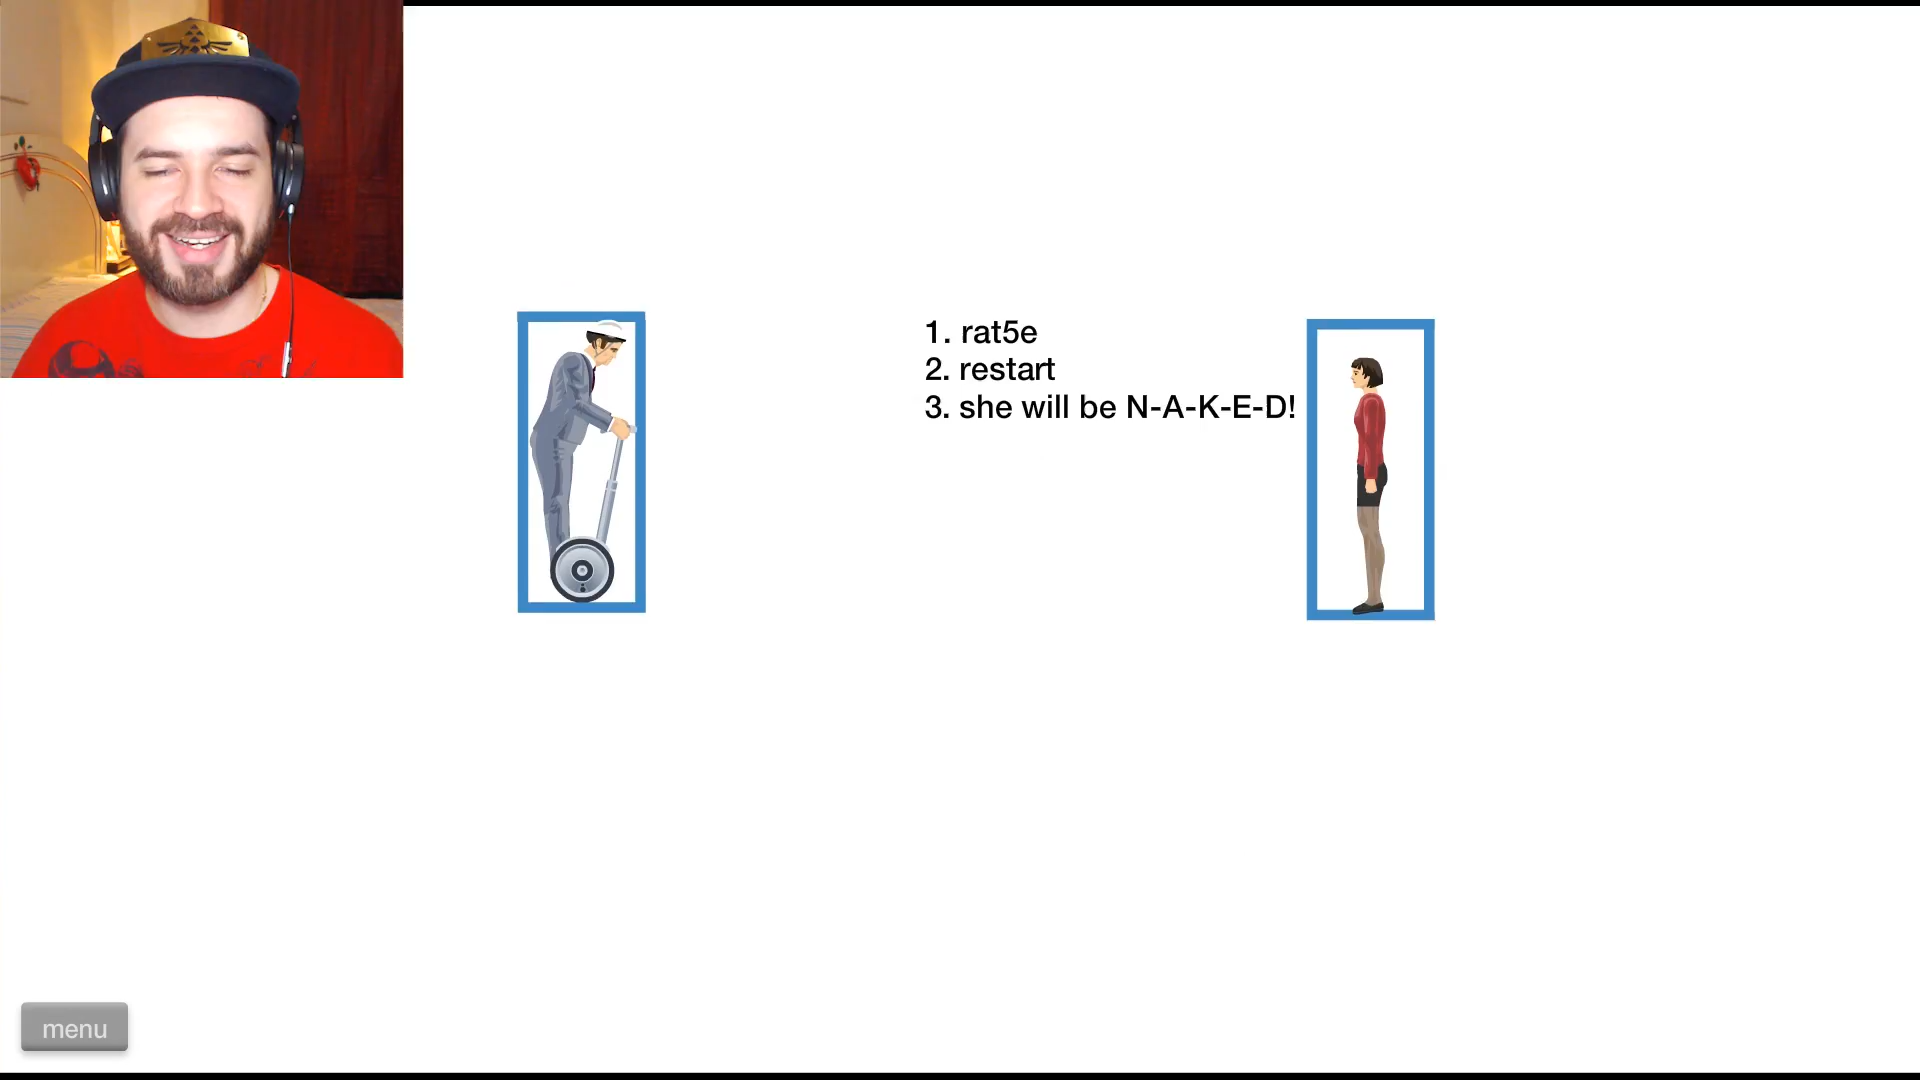 1. rat5e
2. restart
3. she will be N-A-K-E-D!
menu